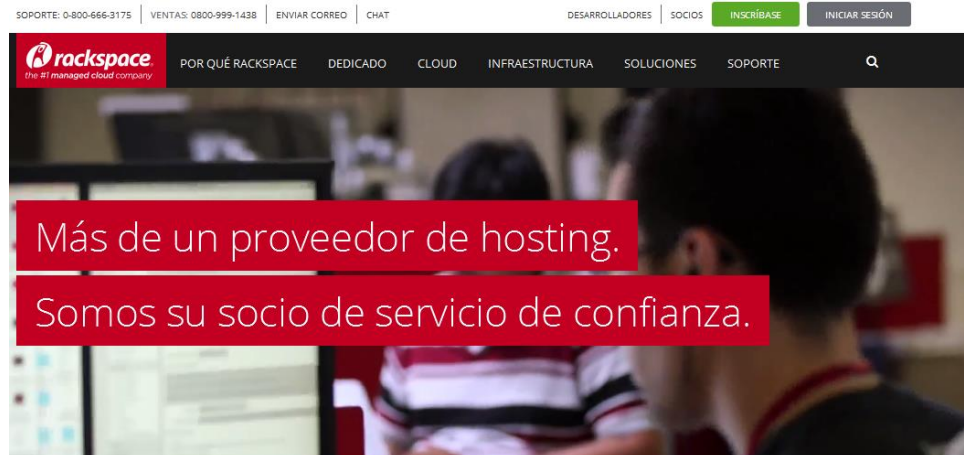 SOPORTE: 0-800-666-3175 VENTAS: 0800-999-1438 ENVIAR CORREO CHAT DESARROLLADORES SOCIOS INSCRÍBASE INICIAR SESIÓN
rackspace.
the #1 managed cloud company
POR QUÉ RACKSPACE DEDICADO CLOUD INFRAESTRUCTURA SOLUCIONES SOPORTE
Más de un proveedor de hosting.
Somos su socio de servicio de confianza.